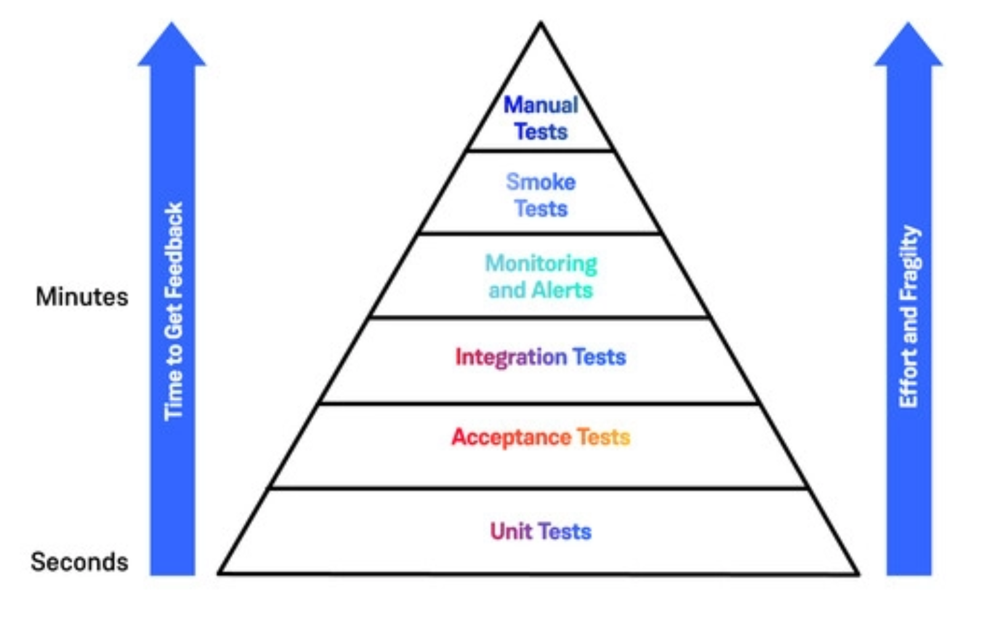 Manual
Tests
Smoke
Tests
Monitoring
and Alerts
Integration Tests
Acceptance Tests
Unit Tests
Minutes
Seconds
Time to Get Feedback
Effort and Fragilty